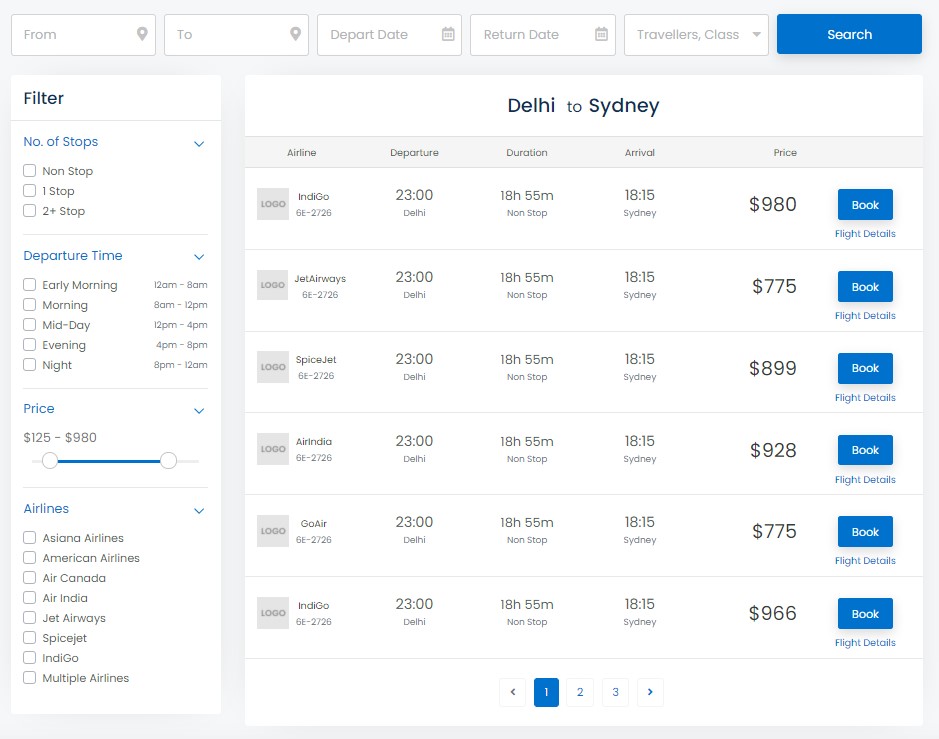 From
To
Depart Date
Return Date
Travellers, Class
Search
Filter
No. of Stops
Non Stop
1 Stop
2+ Stop
Departure Time
Early Morning 12am - 8am
Morning 8am - 12pm
Mid-Day 12pm - 4pm
Evening 4pm - 8pm
Night 8pm - 12am
Price
$125 - $980
Airlines
Asiana Airlines
American Airlines
Air Canada
Air India
Jet Airways
Spicejet
IndiGo
Multiple Airlines
Delhi to Sydney
Airline Departure Duration Arrival Price
LOGO IndiGo 23:00 18h 55m 18:15 $980 Book
6E-2726 Delhi Non Stop Sydney
Flight Details
LOGO JetAirways 23:00 18h 55m 18:15 $775 Book
6E-2726 Delhi Non Stop Sydney
Flight Details
LOGO SpiceJet 23:00 18h 55m 18:15 $899 Book
6E-2726 Delhi Non Stop Sydney
Flight Details
LOGO AirIndia 23:00 18h 55m 18:15 $928 Book
6E-2726 Delhi Non Stop Sydney
Flight Details
LOGO GoAir 23:00 18h 55m 18:15 $775 Book
6E-2726 Delhi Non Stop Sydney
Flight Details
LOGO IndiGo 23:00 18h 55m 18:15 $966 Book
6E-2726 Delhi Non Stop Sydney
Flight Details
1 2 3